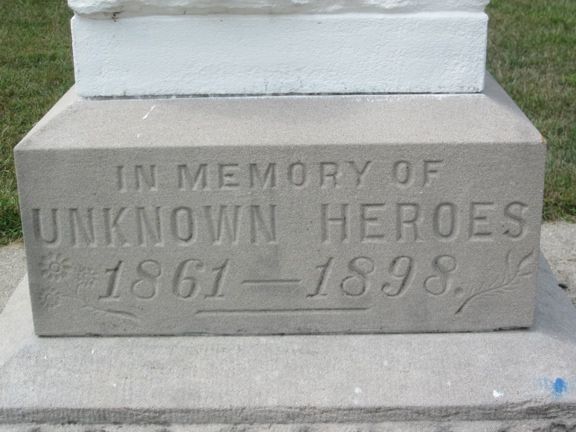 IN MEMORY OF
UNKNOWN HEROES
1861—1898.